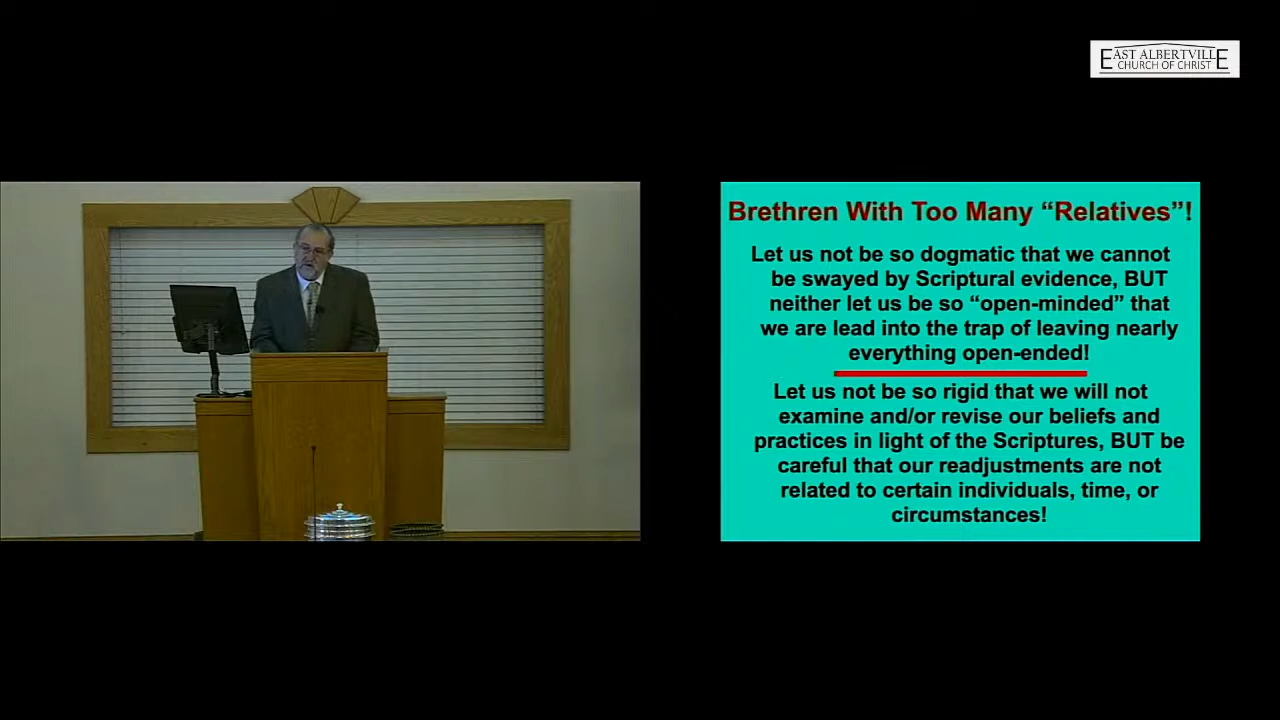 EAST ALBERTVILLE
CHURCH OF CHRIST
Brethren With Too Many “Relatives”!
Let us not be so dogmatic that we cannot
be swayed by Scriptural evidence, BUT
neither let us be so “open-minded” that
we are lead into the trap of leaving nearly
everything open-ended!
Let us not be so rigid that we will not
examine and/or revise our beliefs and
practices in light of the Scriptures, BUT be
careful that our readjustments are not
related to certain individuals, time, or
circumstances!